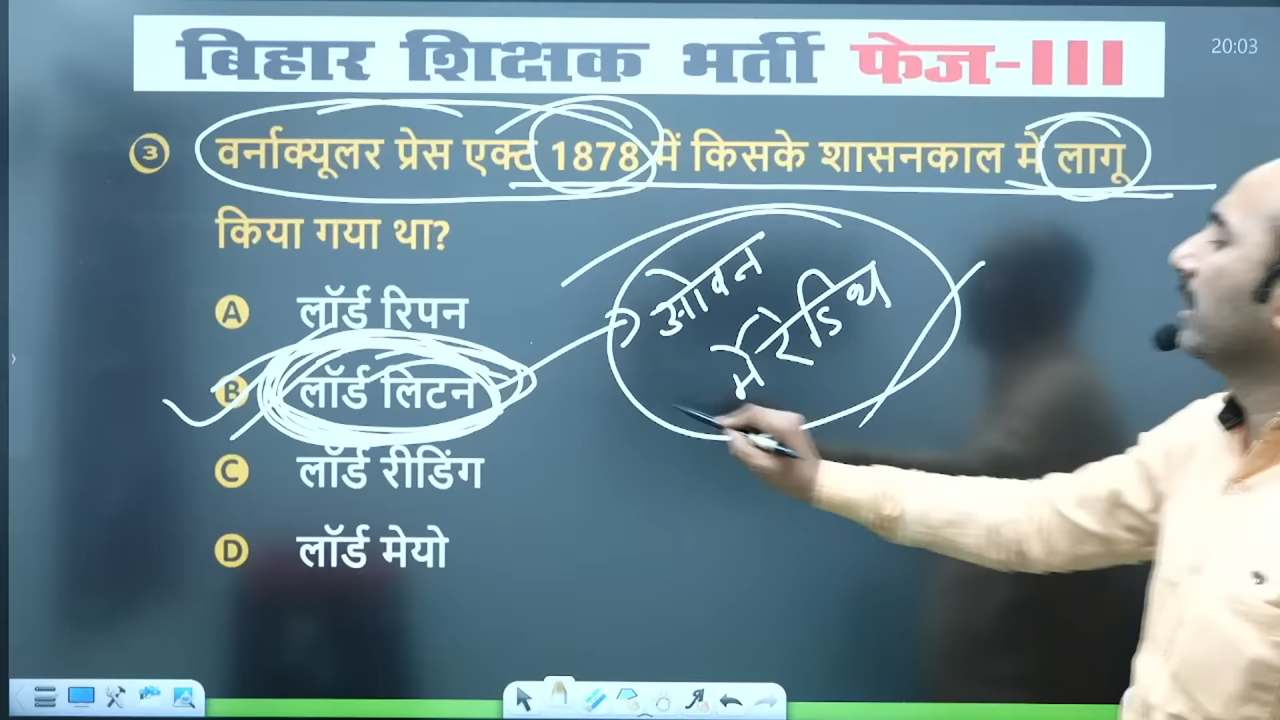 बिहार शिक्षक भर्ती फेज-III
20:03
3 वर्नाक्यूलर प्रेस एक्ट 1878 में किसके शासनकाल में लागू
किया गया था?
A लॉर्ड रिपन
B लॉर्ड लिटन
C लॉर्ड रीडिंग
D लॉर्ड मेयो
ओवन
मेरेडिथ